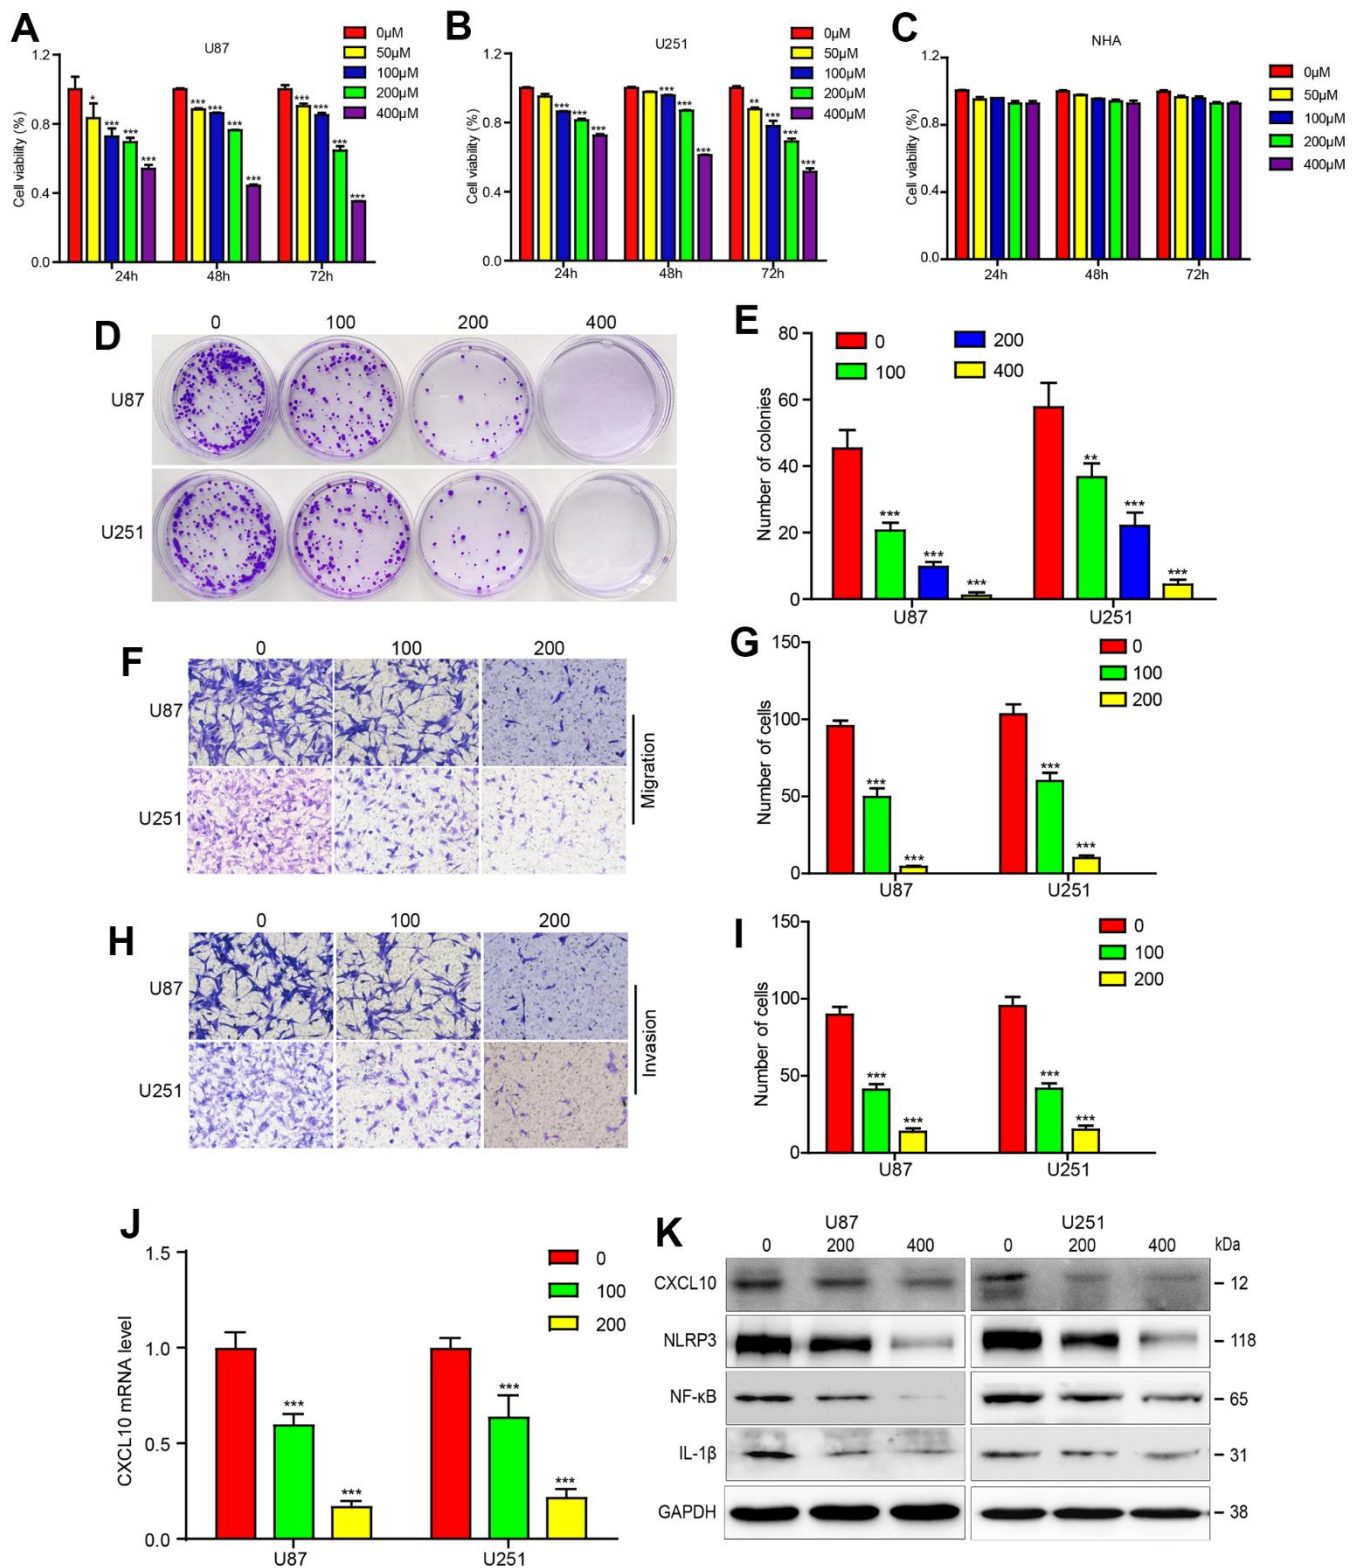 A
U87
0µM
50µM
100µM
200µM
400µM
Cell viability (%)
1.2
0.8
0.4
0.0
* *** *** ***
*** *** *** ***
*** *** *** ***
24h 48h 72h
B
U251
0µM
50µM
100µM
200µM
400µM
Cell viability (%)
1.2
0.8
0.4
0.0
*** *** ***
*** *** ***
** *** *** ***
24h 48h 72h
C
NHA
0µM
50µM
100µM
200µM
400µM
Cell viability (%)
1.2
0.8
0.4
0.0
24h 48h 72h
D
0 100 200 400
U87
U251
E
0 200
100 400
Number of colonies
80
60
40
20
0
*** *** ***
** *** ***
U87 U251
F
0 100 200
U87
U251
Migration
G
0
100
200
Number of cells
150
100
50
0
*** ***
*** ***
U87 U251
H
0 100 200
U87
U251
Invasion
I
0
100
200
Number of cells
150
100
50
0
*** ***
*** ***
U87 U251
J
0
100
200
CXCL10 mRNA level
1.5
1.0
0.5
0.0
*** ***
*** ***
U87 U251
K
U87 U251
0 200 400 0 200 400 kDa
CXCL10 – 12
NLRP3 – 118
NF-κB – 65
IL-1β – 31
GAPDH – 38